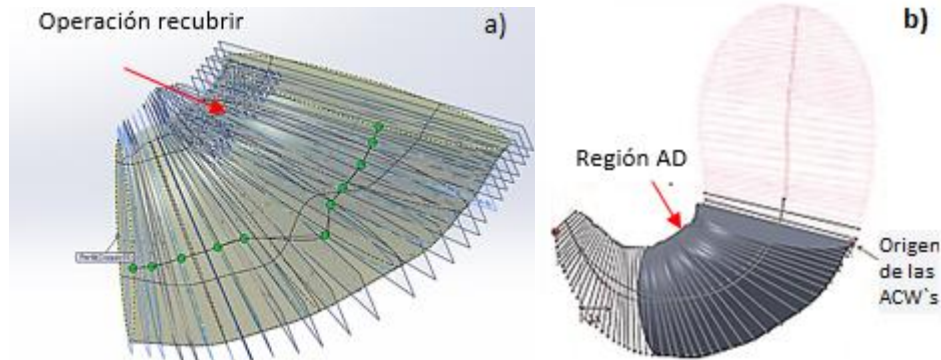 Operación recubrir
a)
b)
Región AD
Origen
de las
ACW`s